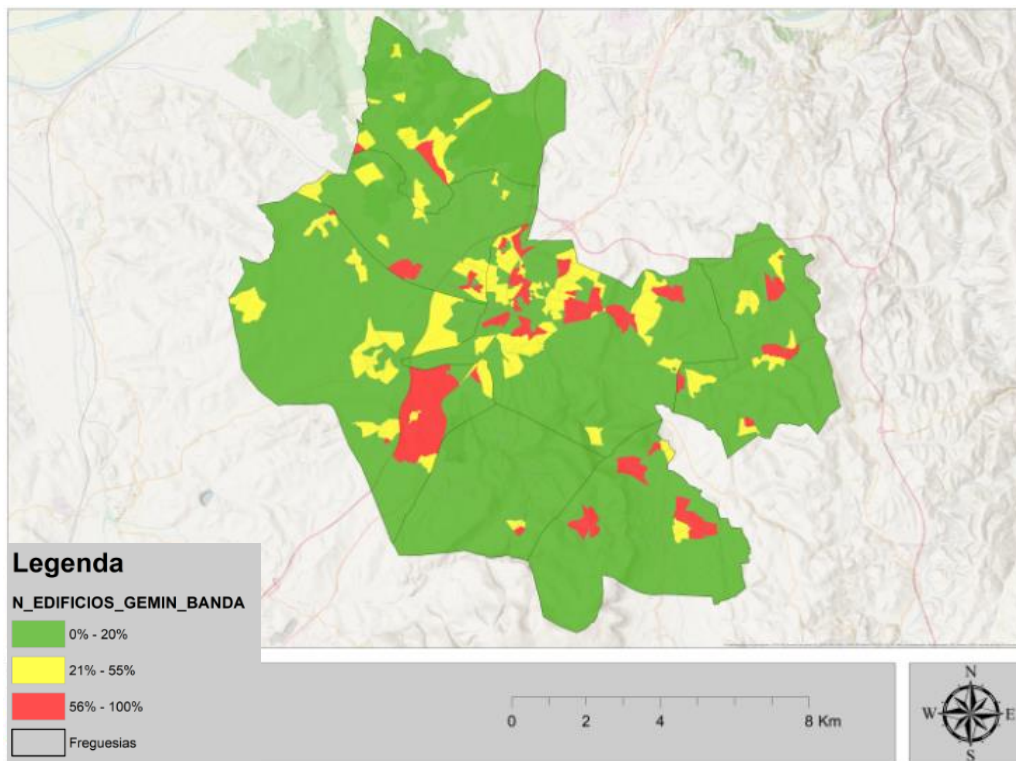 Legenda
N_EDIFICIOS_GEMIN_BANDA
0% - 20%
21% - 55%
56% - 100%
Freguesias
0 2 4 8 Km
N
W E
S